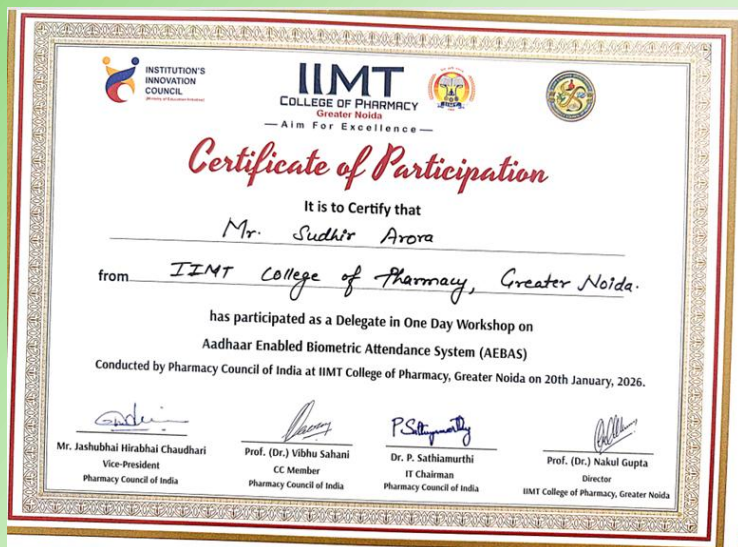 INSTITUTION'S
INNOVATION
COUNCIL
(Ministry of Education Initiative)
IIMT
COLLEGE OF PHARMACY
Greater Noida
— Aim For Excellence —
Certificate of Participation
It is to Certify that
Mr. Sudhir Arora
from IIMT College of Pharmacy, Greater Noida.
has participated as a Delegate in One Day Workshop on
Aadhaar Enabled Biometric Attendance System (AEBAS)
Conducted by Pharmacy Council of India at IIMT College of Pharmacy, Greater Noida on 20th January, 2026.
P Sathiyamurthy
Mr. Jashubhai Hirabhai Chaudhari
Vice-President
Pharmacy Council of India
Prof. (Dr.) Vibhu Sahani
CC Member
Pharmacy Council of India
Dr. P. Sathiamurthi
IT Chairman
Pharmacy Council of India
Prof. (Dr.) Nakul Gupta
Director
IIMT College of Pharmacy, Greater Noida